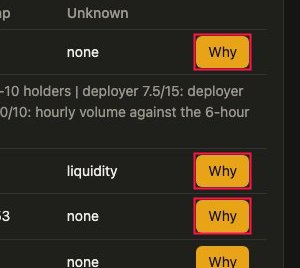 p Unknown
none Why
-10 holders | deployer 7.5/15: deployer
0/10: hourly volume against the 6-hour
liquidity Why
53 none Why
none Why